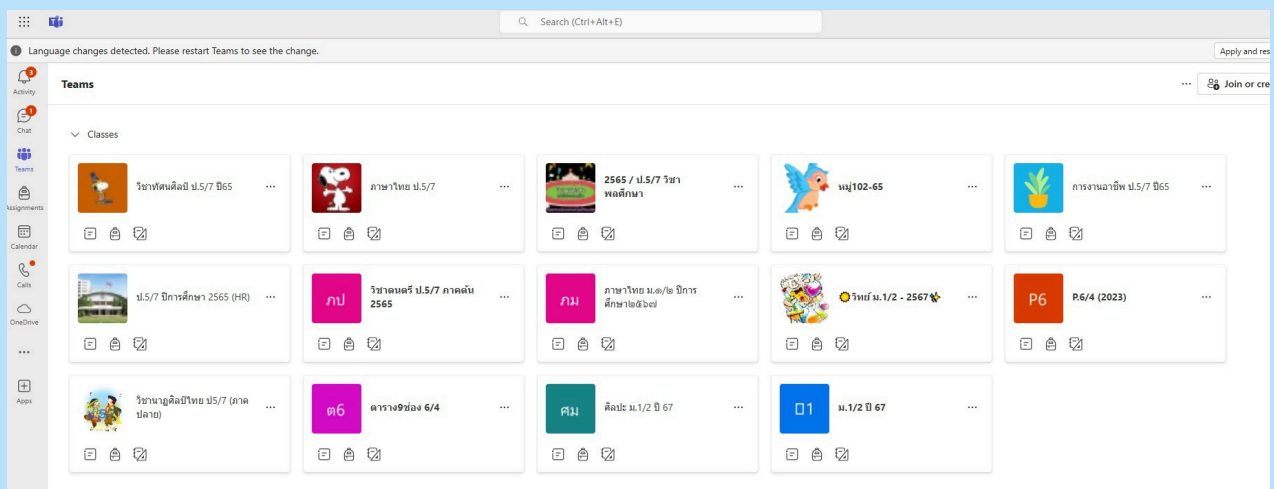 Search (Ctrl+Alt+E)
Language changes detected. Please restart Teams to see the change.
Apply and res
3
Activity
Teams
Join or cre
1
Chat
Classes
Teams
Assignments
Calendar
Calls
OneDrive
Apps
วิชาทัศนศิลป์ ป.5/7 ปี65
ภาษาไทย ป.5/7
2565 / ป.5/7 วิชา
พลศึกษา
หมู่102-65
การงานอาชีพ ป.5/7 ปี65
ป.5/7 ปีการศึกษา 2565 (HR)
ภป
วิชาดนตรี ป.5/7 ภาคต้น
2565
ภม
ภาษาไทย ม.๑/๒ ปีการ
ศึกษา๒๕๖๗
วิทย์ ม.1/2 - 2567
P6
P.6/4 (2023)
วิชานาฏศิลป์ไทย ป5/7 (ภาค
ปลาย)
ต6
ตาราง9ช่อง 6/4
ศม
ศิลปะ ม.1/2 ปี 67
1
ม.1/2 ปี 67